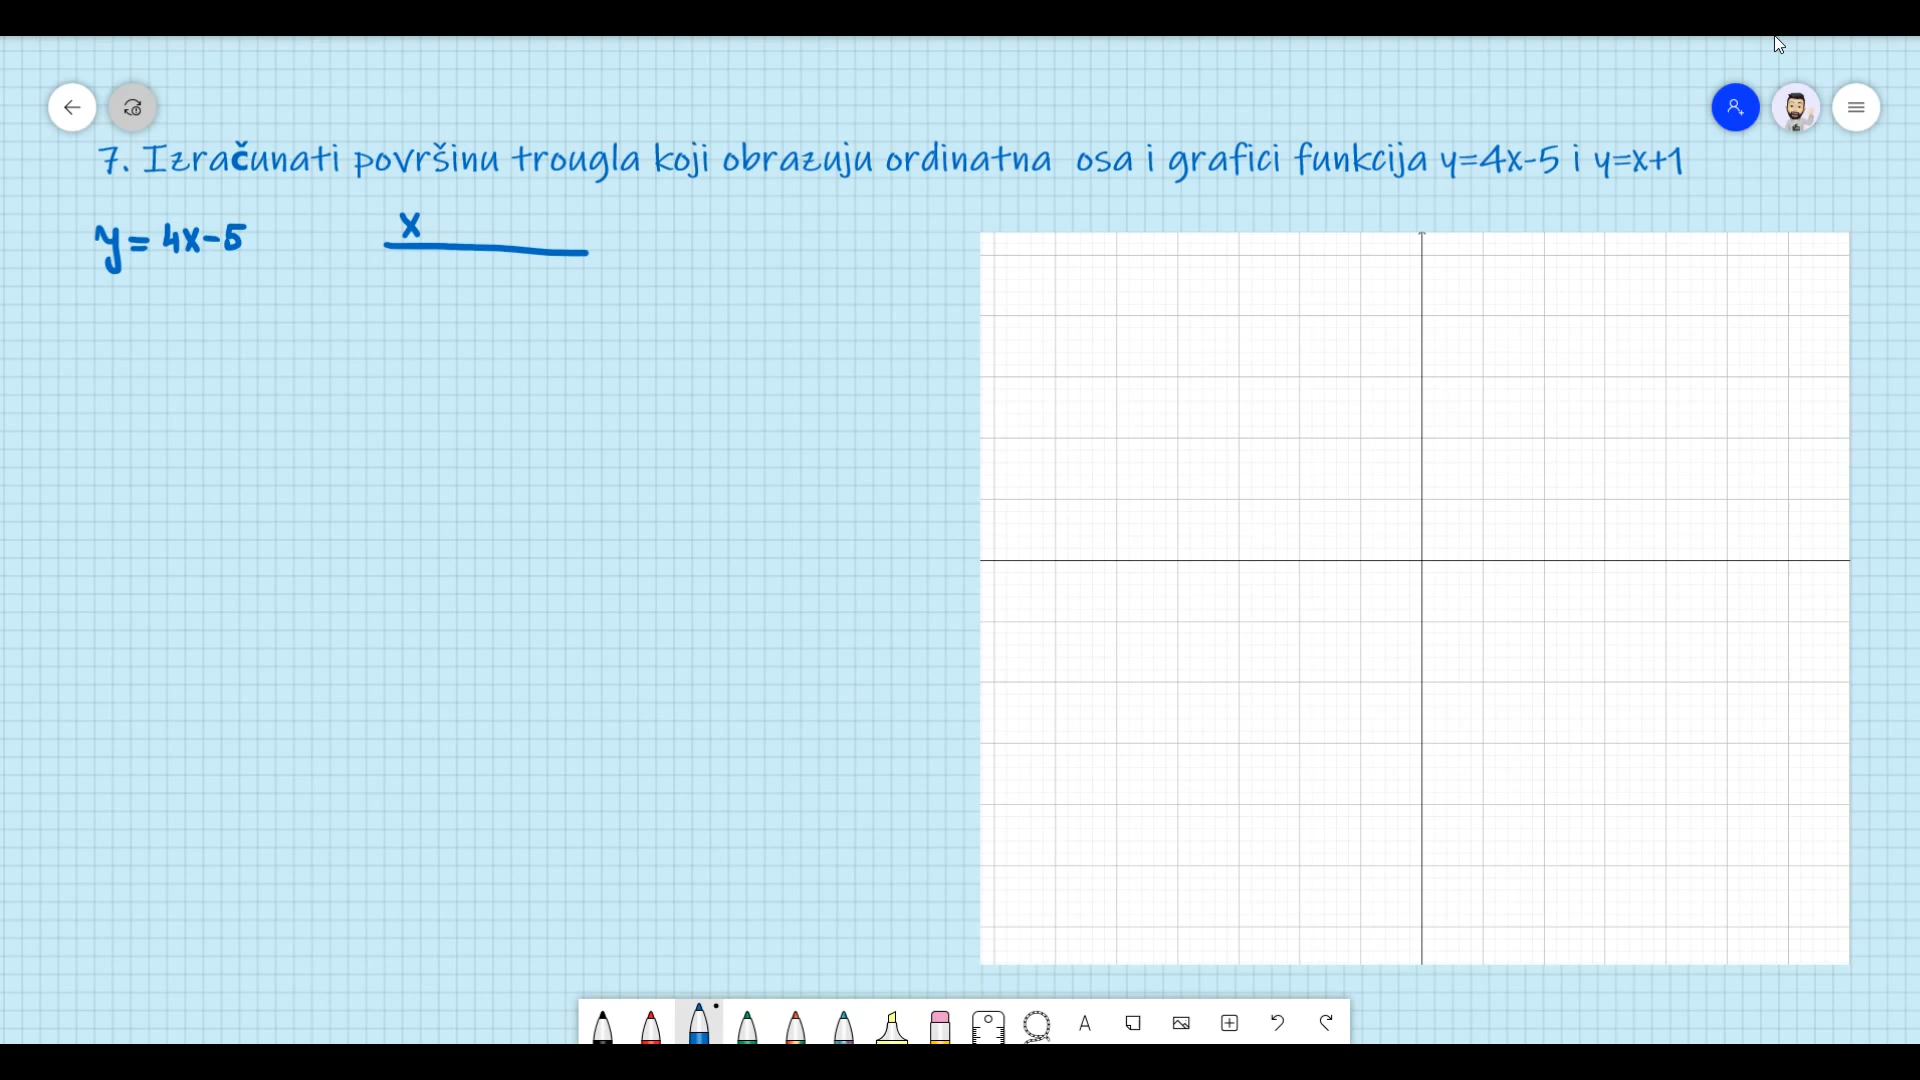 7. Izračunati površinu trougla koji obrazuju ordinatna osa i grafici funkcija y=4x-5 i y=x+1
y = 4x-5
x
A